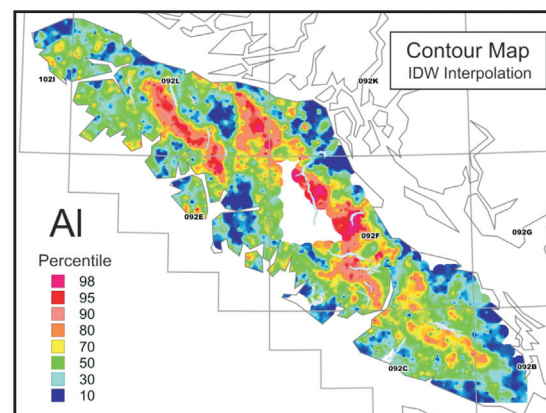 Contour Map
IDW Interpolation
102I
092L
092K
092E
092F
092G
092C
092B
Al
Percentile
98
95
90
80
70
50
30
10